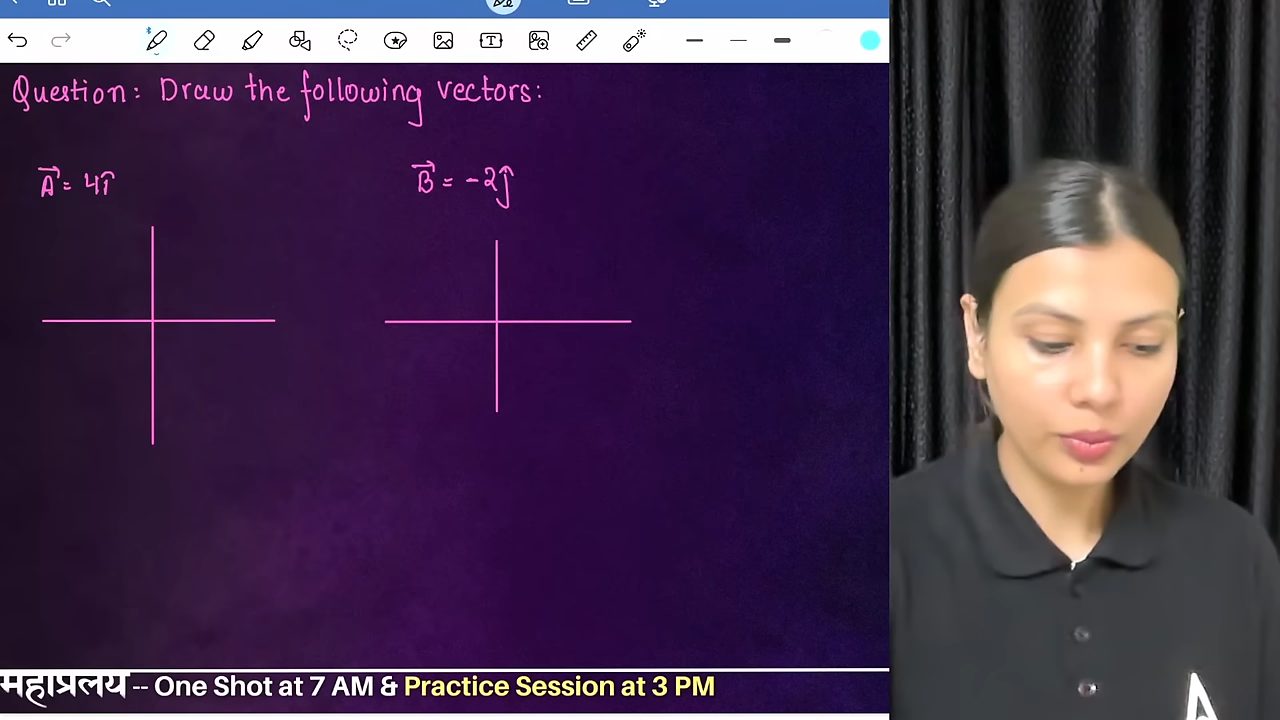 Question: Draw the following vectors:
A⃗ = 4î
B⃗ = -2ĵ
महाप्रलय -- One Shot at 7 AM & Practice Session at 3 PM